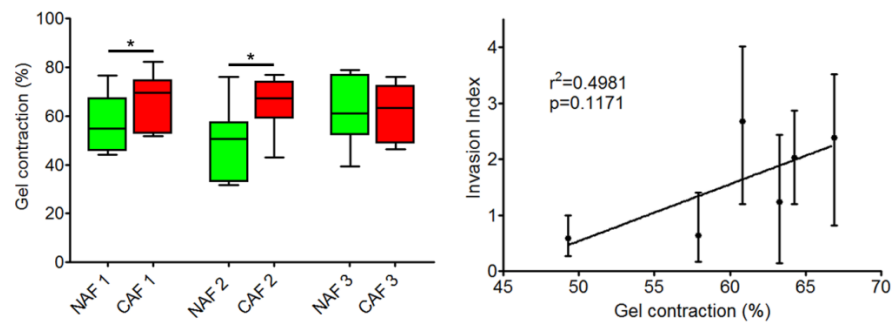 Gel contraction (%)
100
80
60
40
20
0
*
*
NAF 1
CAF 1
NAF 2
CAF 2
NAF 3
CAF 3
Invasion Index
4
3
2
1
0
r²=0.4981
p=0.1171
45
50
55
60
65
70
Gel contraction (%)